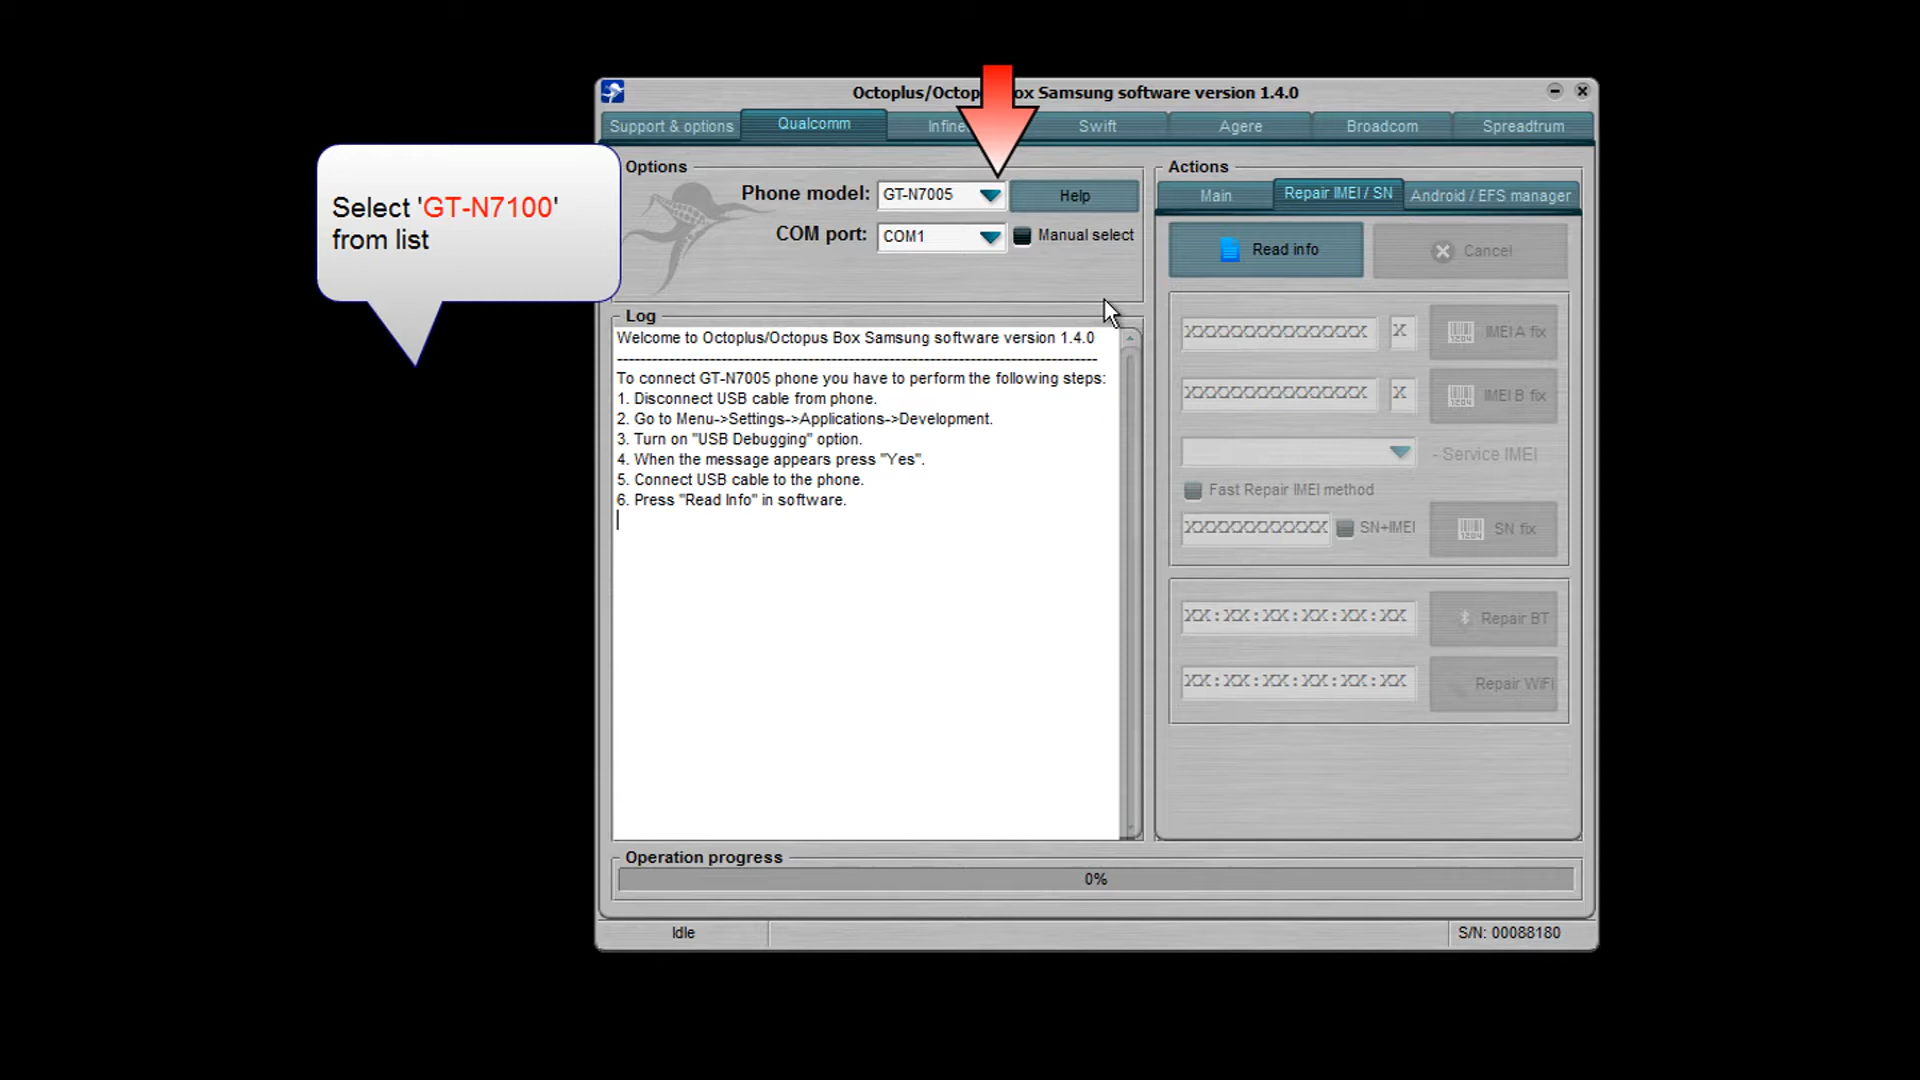 Octoplus/Octop ox Samsung software version 1.4.0
Support & options
Qualcomm
Infine
Swift
Agere
Broadcom
Spreadtrum
Select 'GT-N7100'
from list
Options
Phone model:
GT-N7005
Help
COM port:
COM1
Manual select
Log
Welcome to Octoplus/Octopus Box Samsung software version 1.4.0
--------------------------------------------------------------------------------
To connect GT-N7005 phone you have to perform the following steps:
1. Disconnect USB cable from phone.
2. Go to Menu->Settings->Applications->Development.
3. Turn on "USB Debugging" option.
4. When the message appears press "Yes".
5. Connect USB cable to the phone.
6. Press "Read Info" in software.
Actions
Main
Repair IMEI / SN
Android / EFS manager
Read info
Cancel
XXXXXXXXXXXXXX
X
IMEI A fix
XXXXXXXXXXXXXX
X
IMEI B fix
- Service IMEI
Fast Repair IMEI method
XXXXXXXXXXX
SN+IMEI
SN fix
XX:XX:XX:XX:XX:XX
Repair BT
XX:XX:XX:XX:XX:XX
Repair WiFi
Operation progress
0%
Idle
S/N: 00088180